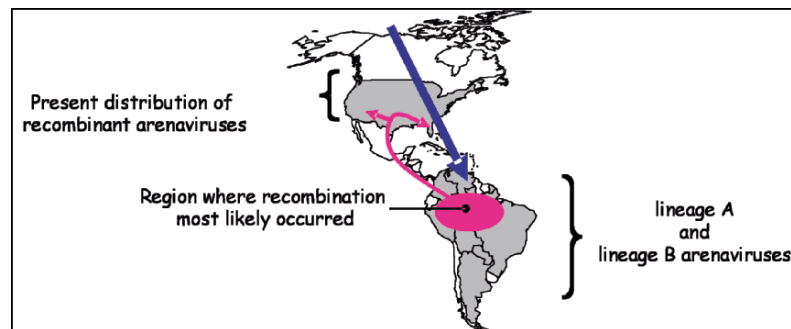 Present distribution of
recombinant arenaviruses
Region where recombination
most likely occurred
lineage A
and
lineage B arenaviruses